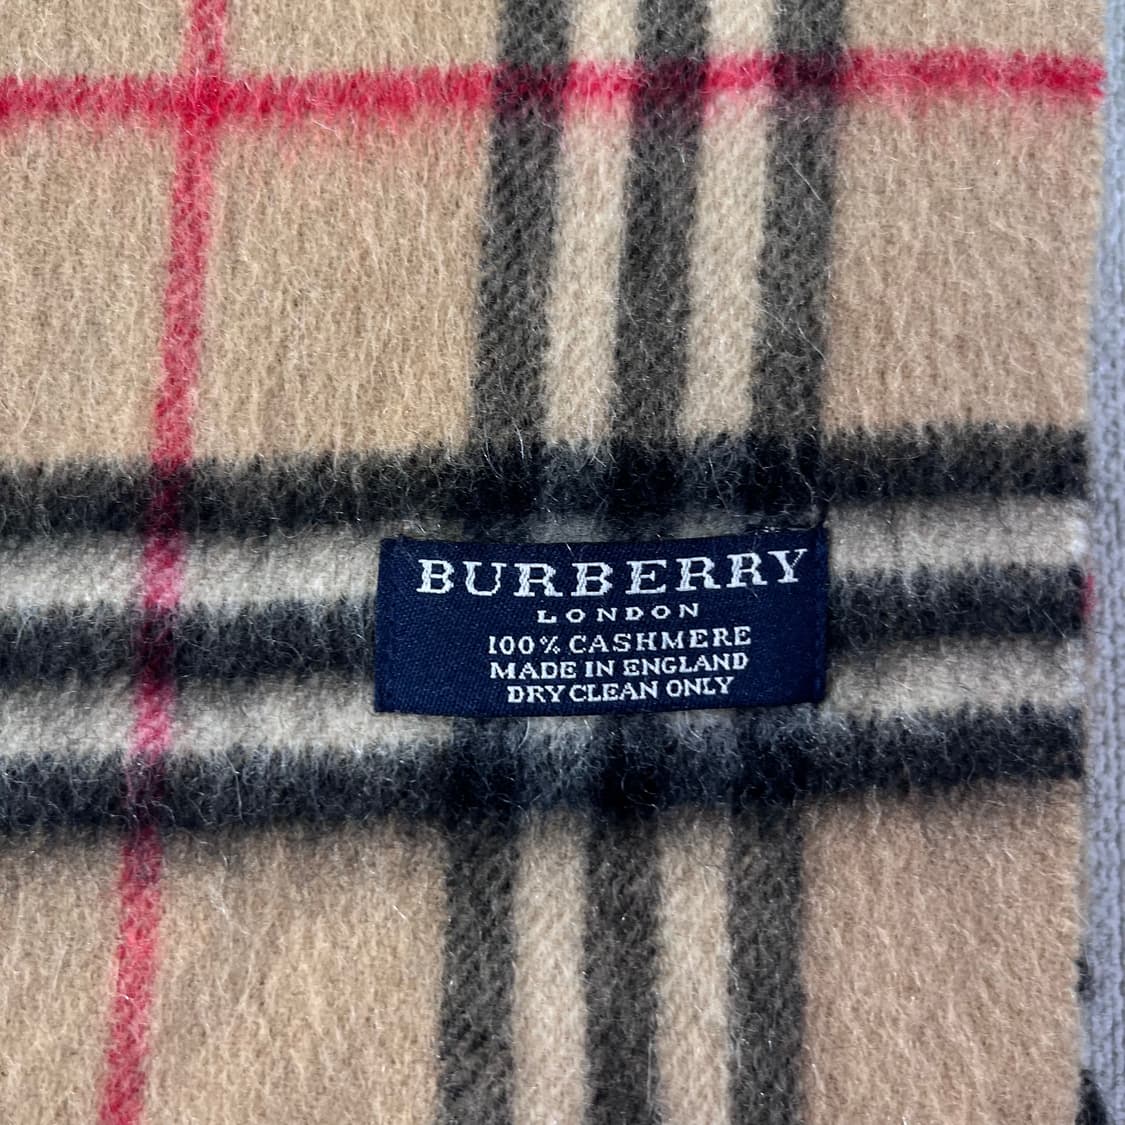 BURBERRY
LONDON
100% CASHMERE
MADE IN ENGLAND
DRY CLEAN ONLY